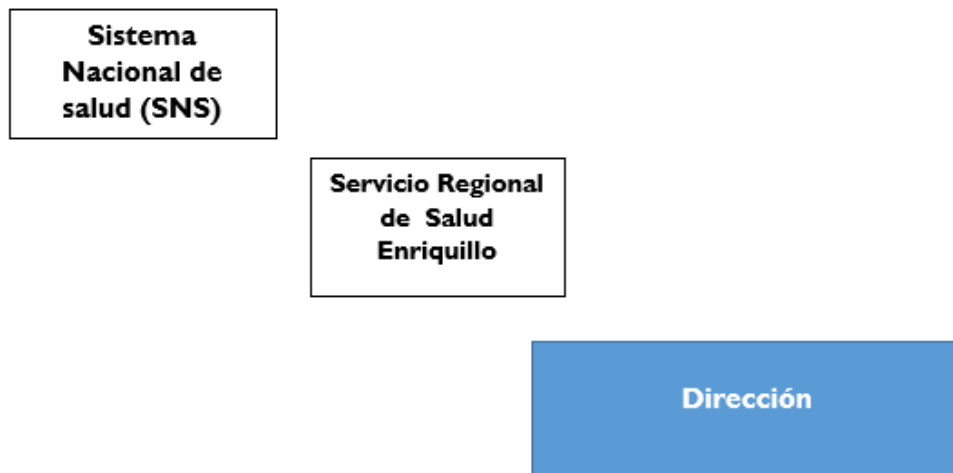 Sistema
Nacional de
salud (SNS)
Servicio Regional
de Salud
Enriquillo
Dirección